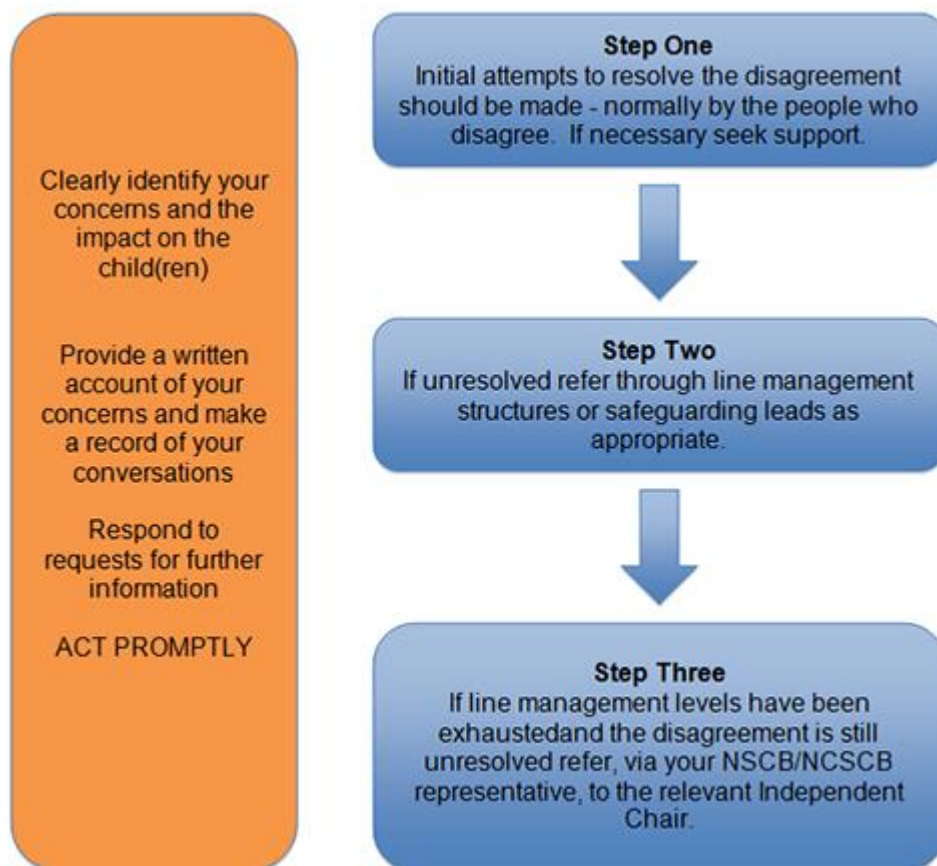 Clearly identify your
concerns and the
impact on the
child(ren)
Provide a written
account of your
concerns and make
a record of your
conversations
Respond to
requests for further
information
ACT PROMPTLY
Step One
Initial attempts to resolve the disagreement
should be made - normally by the people who
disagree. If necessary seek support.
Step Two
If unresolved refer through line management
structures or safeguarding leads as
appropriate.
Step Three
If line management levels have been
exhaustedand the disagreement is still
unresolved refer, via your NSCB/NCSCB
representative, to the relevant Independent
Chair.